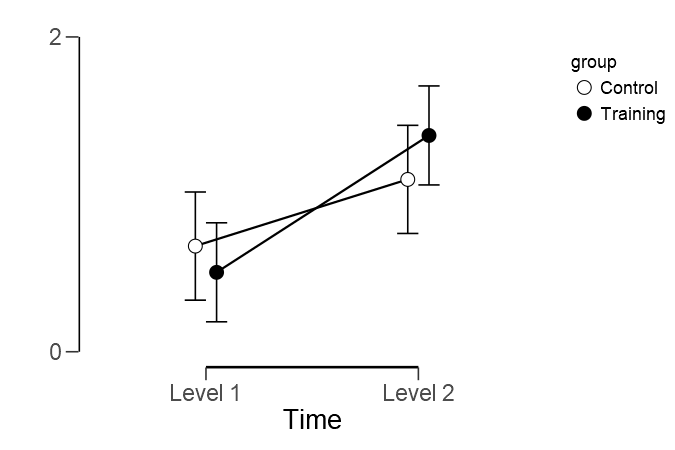 2
group
Control
Training
0
Level 1 Level 2
Time